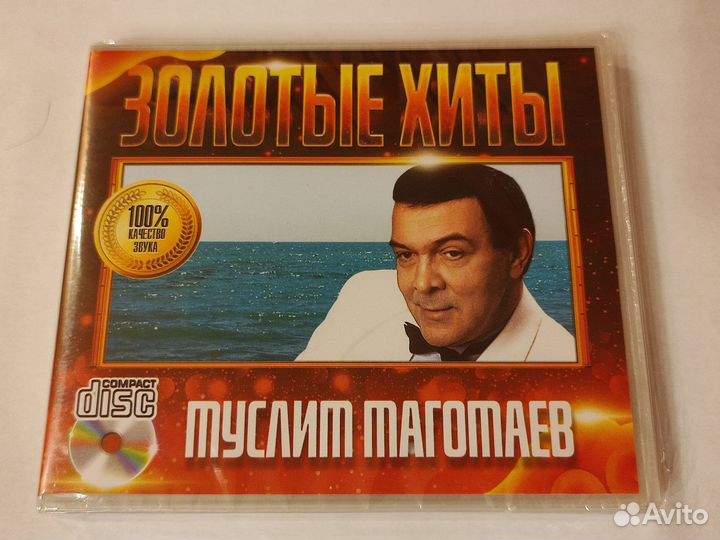 ЗОЛОТЫЕ ХИТЫ
100%
КАЧЕСТВО
ЗВУКА
COMPACT
disc
МУСЛИМ МАГОМАЕВ
Avito